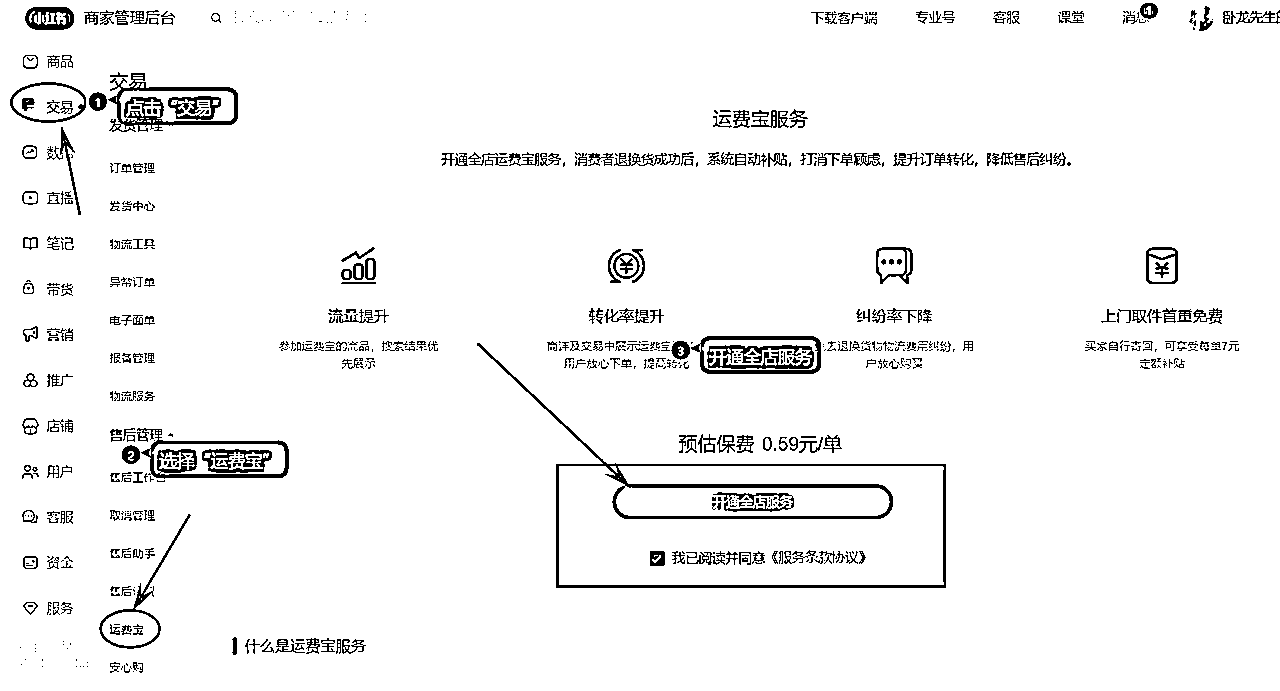 小红书 商家管理后台
下载客户端 专业号 客服 课堂 消息
商品
交易
直播
笔记
带货
营销
推广
店铺
用户
客服
资金
服务
交易
发货管理
订单管理
发货中心
物流工具
异常订单
电子面单
报备管理
物流服务
售后管理
售后工作台
取消管理
售后助手
售后
运费宝
安心购
1 点击“交易”
2 选择“运费宝”
运费宝服务
开通全店运费宝服务，消费者退换货成功后，系统自动补贴，打消下单顾虑，提升订单转化，降低售后纠纷。
流量提升
参加运费宝的商品，搜索结果优
先展示
转化率提升
商详及交易中展示运费宝
用户放心下单，提高转化
3 开通全店服务
纠纷率下降
去退换货物物流费用纠纷，用
户放心购买
上门取件首重免费
买家自行寄回，可享受每单7元
定额补贴
预估保费 0.59元/单
开通全店服务
我已阅读并同意《服务条款协议》
什么是运费宝服务